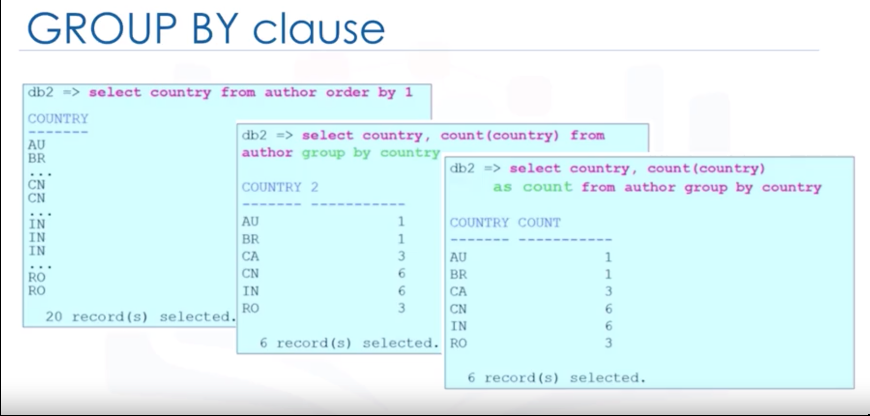 GROUP BY clause
db2 => select country from author order by 1
COUNTRY
-------
AU
BR
...
CN
CN
...
IN
IN
IN
...
RO
RO
20 record(s) selected.
db2 => select country, count(country) from
author group by country
COUNTRY 2
------- -----------
AU 1
BR 1
CA 3
CN 6
IN 6
RO 3
6 record(s) selected.
db2 => select country, count(country)
as count from author group by country
COUNTRY COUNT
------- -----------
AU 1
BR 1
CA 3
CN 6
IN 6
RO 3
6 record(s) selected.